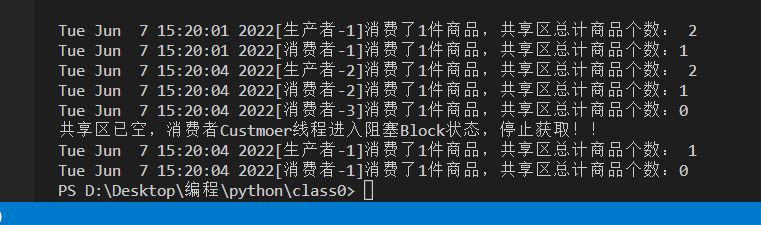 Tue Jun  7 15:20:01 2022[生产者-1]消费了1件商品，共享区总计商品个数： 2
Tue Jun  7 15:20:01 2022[消费者-1]消费了1件商品，共享区总计商品个数：1
Tue Jun  7 15:20:04 2022[生产者-2]消费了1件商品，共享区总计商品个数： 2
Tue Jun  7 15:20:04 2022[消费者-2]消费了1件商品，共享区总计商品个数：1
Tue Jun  7 15:20:04 2022[消费者-3]消费了1件商品，共享区总计商品个数：0
共享区已空，消费者Custmoer线程进入阻塞Block状态，停止获取！！
Tue Jun  7 15:20:04 2022[生产者-1]消费了1件商品，共享区总计商品个数： 1
Tue Jun  7 15:20:04 2022[消费者-1]消费了1件商品，共享区总计商品个数：0
PS D:\Desktop\编程\python\class0>